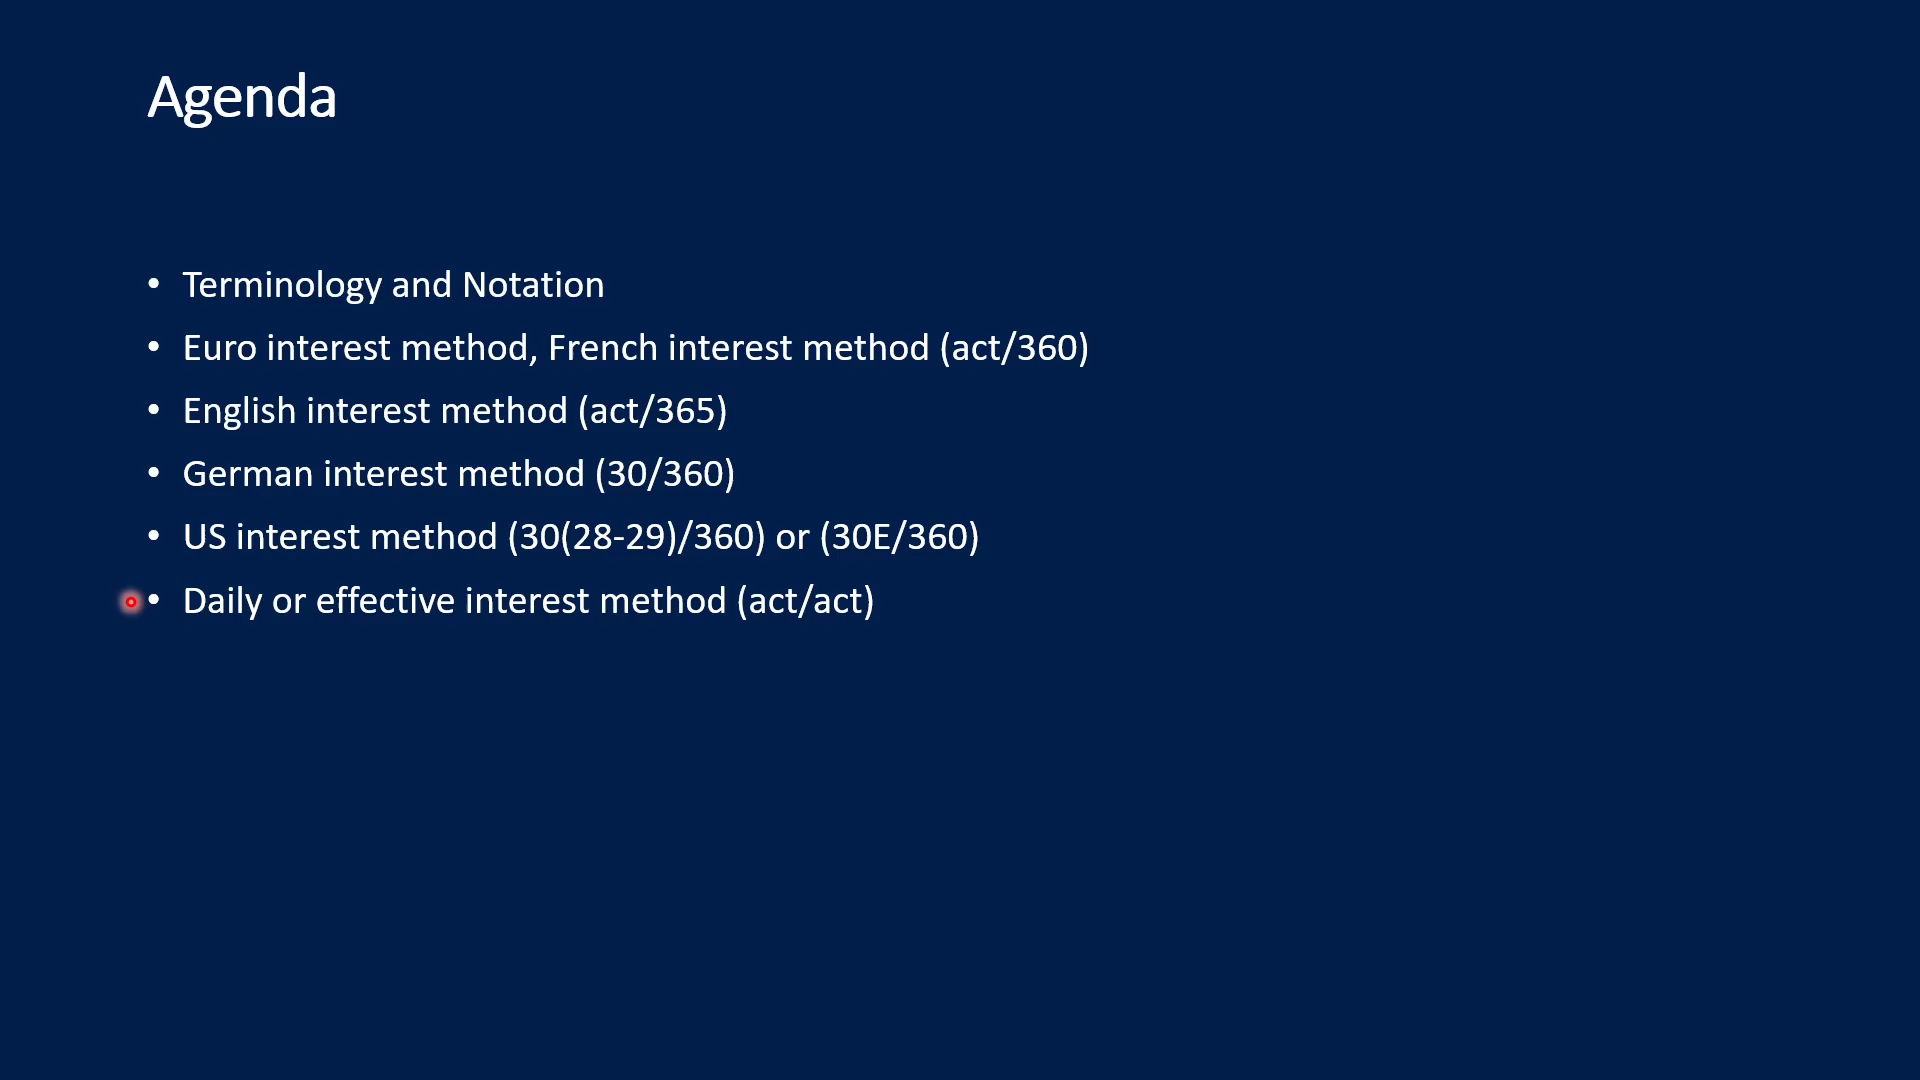 Agenda
• Terminology and Notation
• Euro interest method, French interest method (act/360)
• English interest method (act/365)
• German interest method (30/360)
• US interest method (30(28-29)/360) or (30E/360)
• Daily or effective interest method (act/act)